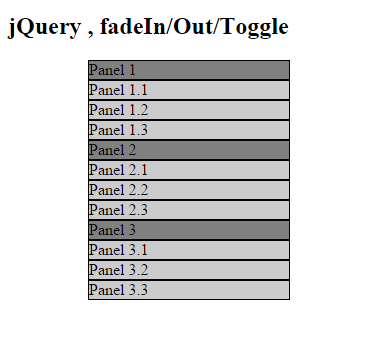 jQuery , fadeIn/Out/Toggle
Panel 1
Panel 1.1
Panel 1.2
Panel 1.3
Panel 2
Panel 2.1
Panel 2.2
Panel 2.3
Panel 3
Panel 3.1
Panel 3.2
Panel 3.3